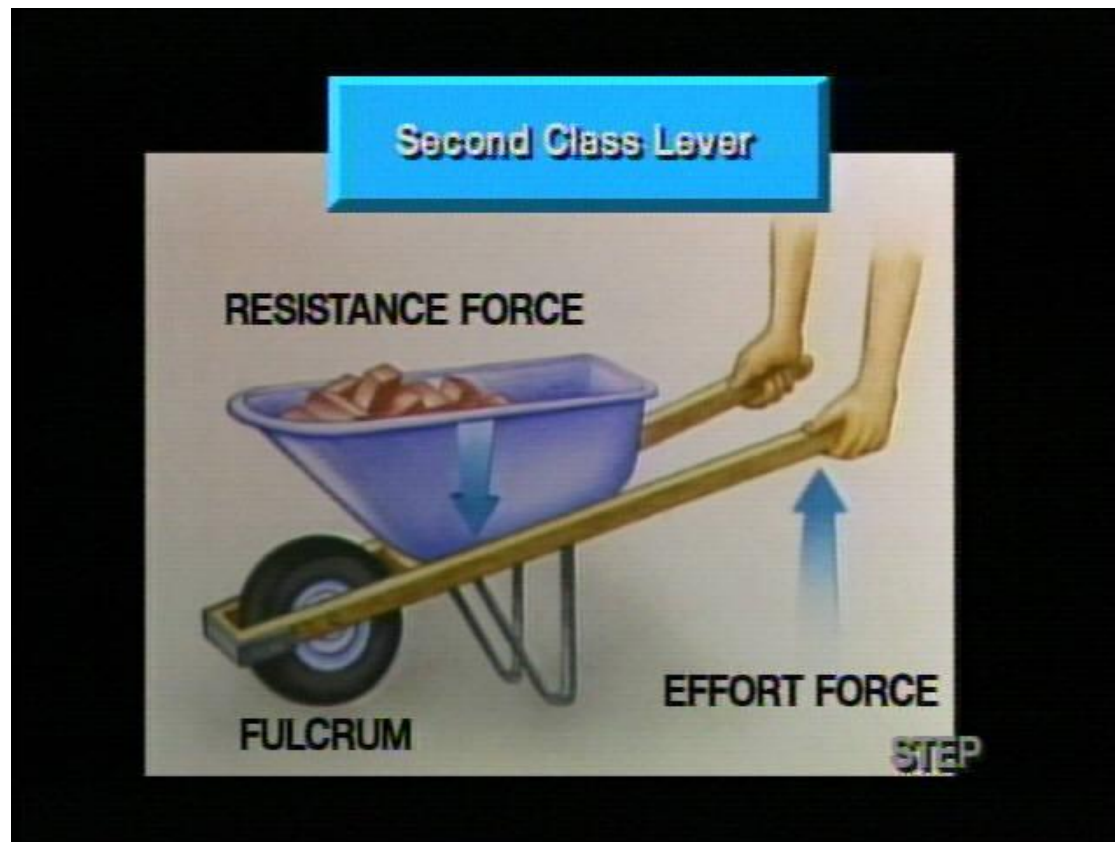 Second Class Lever
RESISTANCE FORCE
EFFORT FORCE
FULCRUM
STEP